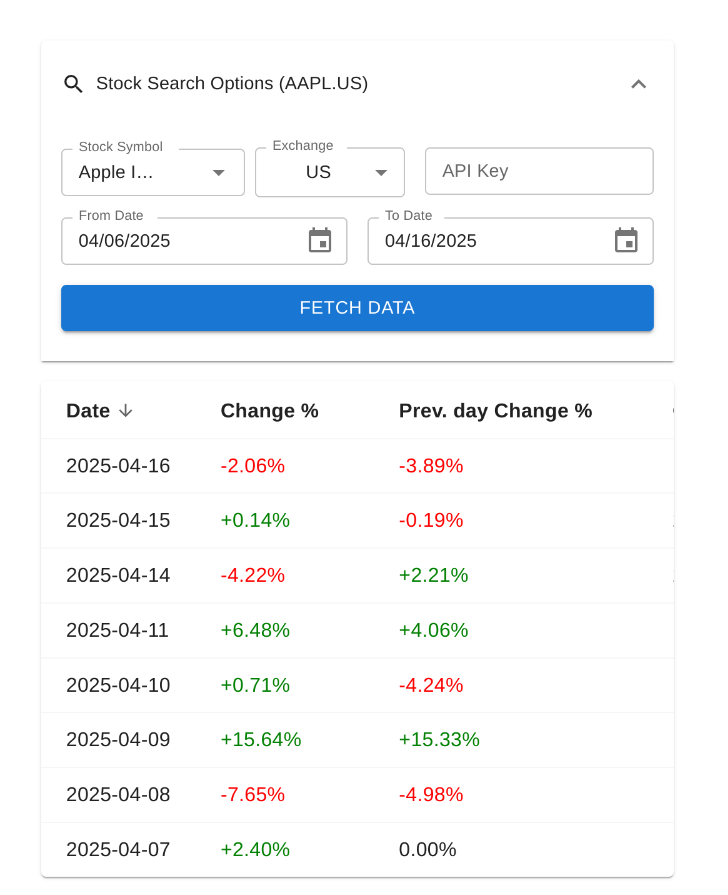 Stock Search Options (AAPL.US)
Stock Symbol
Apple I...
Exchange
US
API Key
From Date
04/06/2025
To Date
04/16/2025
FETCH DATA
Date Change % Prev. day Change %
2025-04-16 -2.06% -3.89%
2025-04-15 +0.14% -0.19%
2025-04-14 -4.22% +2.21%
2025-04-11 +6.48% +4.06%
2025-04-10 +0.71% -4.24%
2025-04-09 +15.64% +15.33%
2025-04-08 -7.65% -4.98%
2025-04-07 +2.40% 0.00%